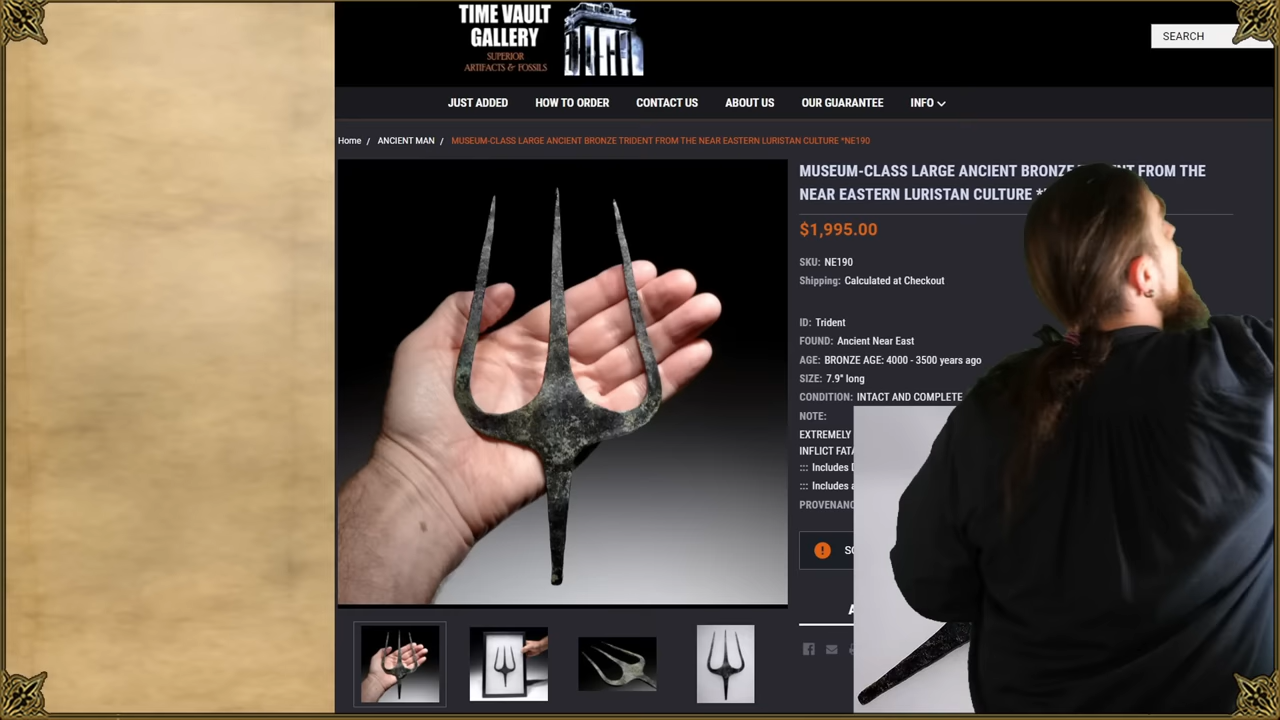 TIME VAULT
GALLERY
SUPERIOR
ARTIFACTS & FOSSILS
SEARCH
JUST ADDED HOW TO ORDER CONTACT US ABOUT US OUR GUARANTEE INFO
Home / ANCIENT MAN / MUSEUM-CLASS LARGE ANCIENT BRONZE TRIDENT FROM THE NEAR EASTERN LURISTAN CULTURE *NE190
MUSEUM-CLASS LARGE ANCIENT BRONZE FROM THE
NEAR EASTERN LURISTAN CULTURE
$1,995.00
SKU: NE190
Shipping: Calculated at Checkout
ID: Trident
FOUND: Ancient Near East
AGE: BRONZE AGE: 4000 - 3500 years ago
SIZE: 7.9" long
CONDITION: INTACT AND COMPLETE
NOTE:
EXTREMELY
INFLICT
::: Includes
::: Includes